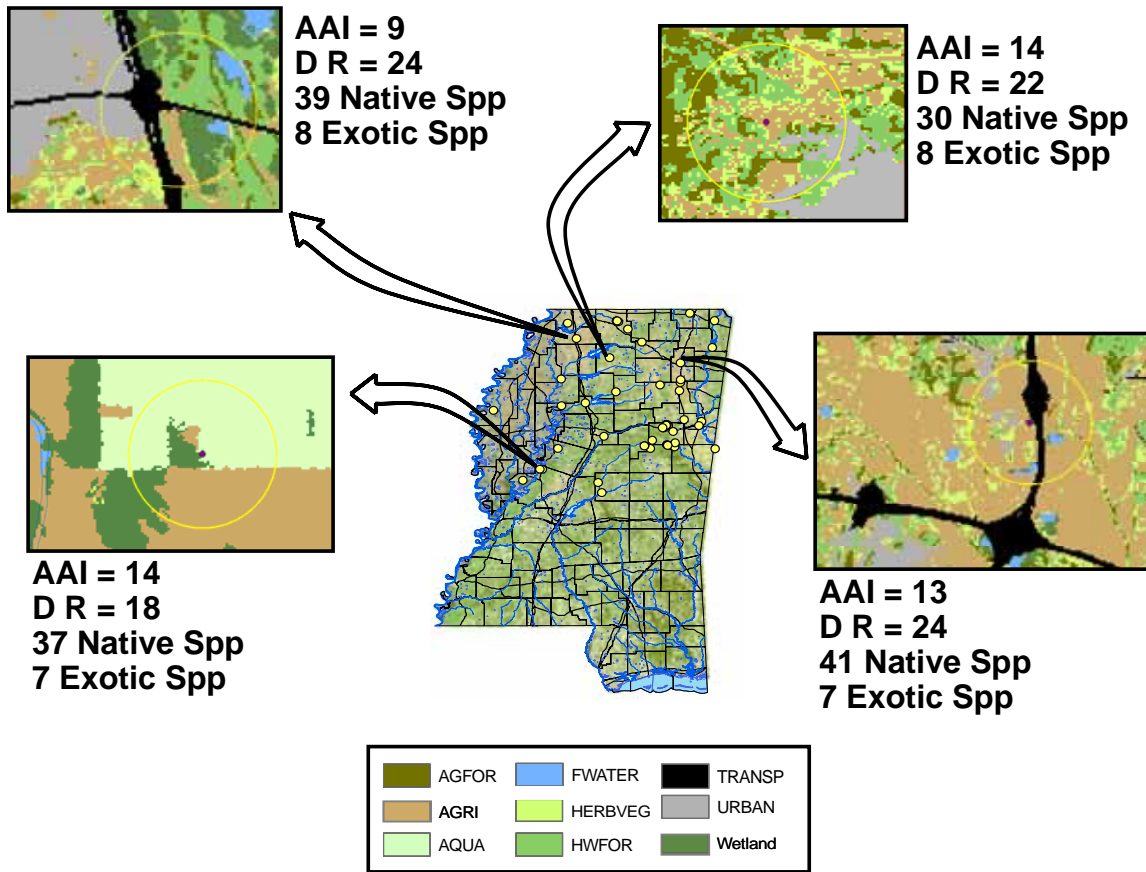 AAI = 9
D R = 24
39 Native Spp
8 Exotic Spp
AAI = 14
D R = 22
30 Native Spp
8 Exotic Spp
AAI = 14
D R = 18
37 Native Spp
7 Exotic Spp
AAI = 13
D R = 24
41 Native Spp
7 Exotic Spp
AGFOR
FWATER
TRANSP
AGRI
HERBVEG
URBAN
AQUA
HWFOR
Wetland